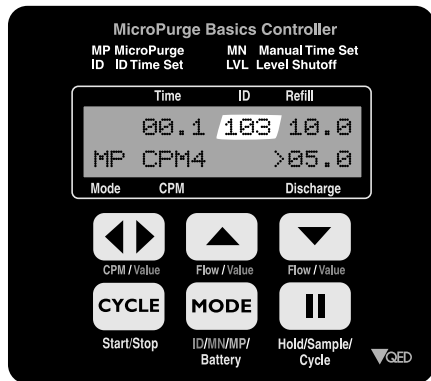 MicroPurge Basics Controller
MP MicroPurge MN Manual Time Set
ID ID Time Set LVL Level Shutoff
Time ID Refill
00.1 103 10.0
MP CPM4 >05.0
Mode CPM Discharge
CPM / Value Flow / Value Flow / Value
CYCLE MODE
Start/Stop ID/MN/MP/ Hold/Sample/
Battery Cycle
QED